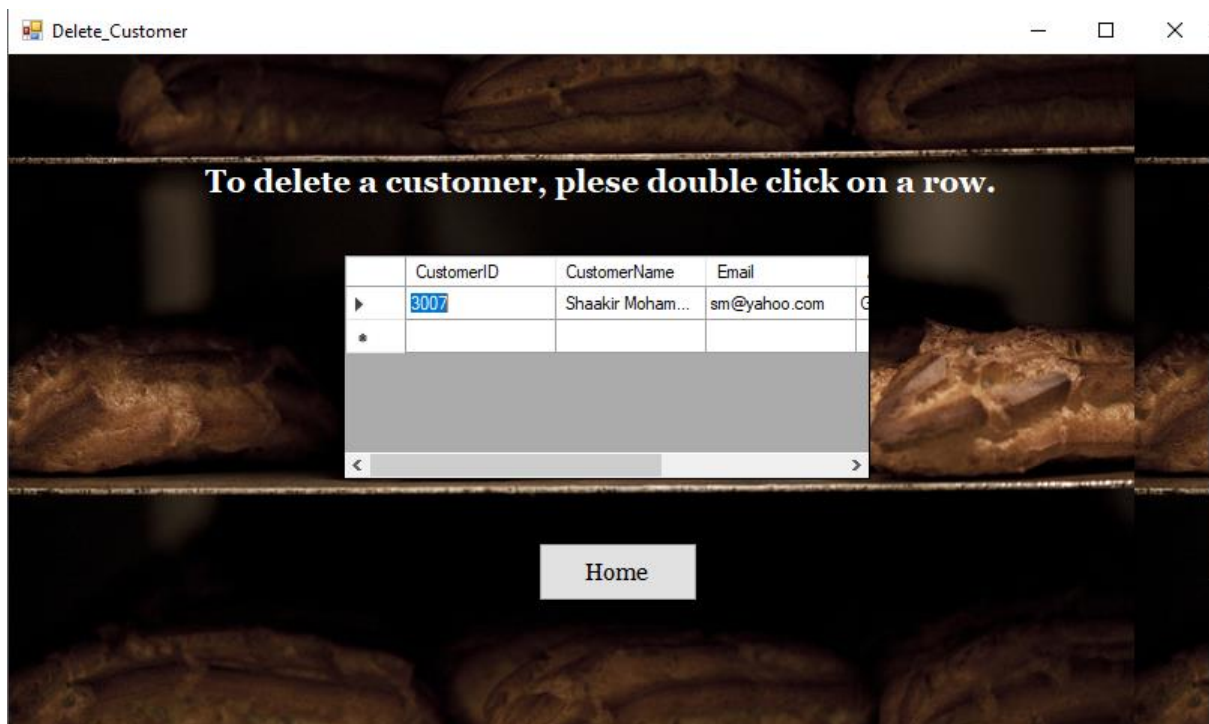 Delete_Customer
To delete a customer, plese double click on a row.
CustomerID CustomerName Email
3007 Shaakir Moham... sm@yahoo.com
Home